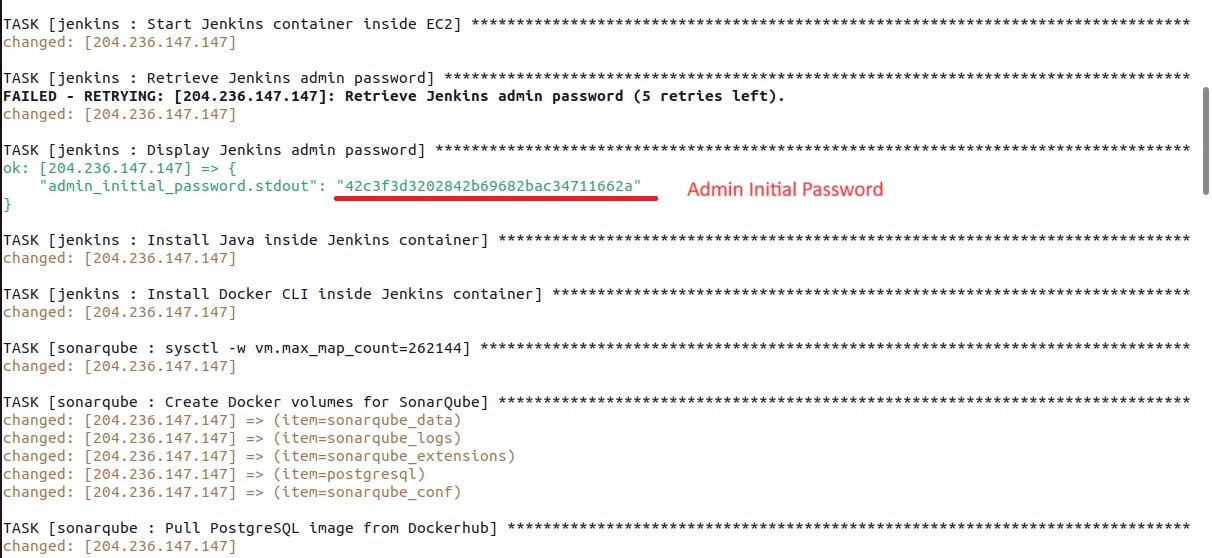 TASK [jenkins : Start Jenkins container inside EC2] ********************************************************************************
changed: [204.236.147.147]
TASK [jenkins : Retrieve Jenkins admin password] ***********************************************************************************
FAILED - RETRYING: [204.236.147.147]: Retrieve Jenkins admin password (5 retries left).
changed: [204.236.147.147]
TASK [jenkins : Display Jenkins admin password] ************************************************************************************
ok: [204.236.147.147] => {
    "admin_initial_password.stdout": "42c3f3d3202842b69682bac34711662a" Admin Initial Password
}
TASK [jenkins : Install Java inside Jenkins container] *****************************************************************************
changed: [204.236.147.147]
TASK [jenkins : Install Docker CLI inside Jenkins container] ***********************************************************************
changed: [204.236.147.147]
TASK [sonarqube : sysctl -w vm.max_map_count=262144] *******************************************************************************
changed: [204.236.147.147]
TASK [sonarqube : Create Docker volumes for SonarQube] *****************************************************************************
changed: [204.236.147.147] => (item=sonarqube_data)
changed: [204.236.147.147] => (item=sonarqube_logs)
changed: [204.236.147.147] => (item=sonarqube_extensions)
changed: [204.236.147.147] => (item=postgresql)
changed: [204.236.147.147] => (item=sonarqube_conf)
TASK [sonarqube : Pull PostgreSQL image from Dockerhub] ****************************************************************************
changed: [204.236.147.147]